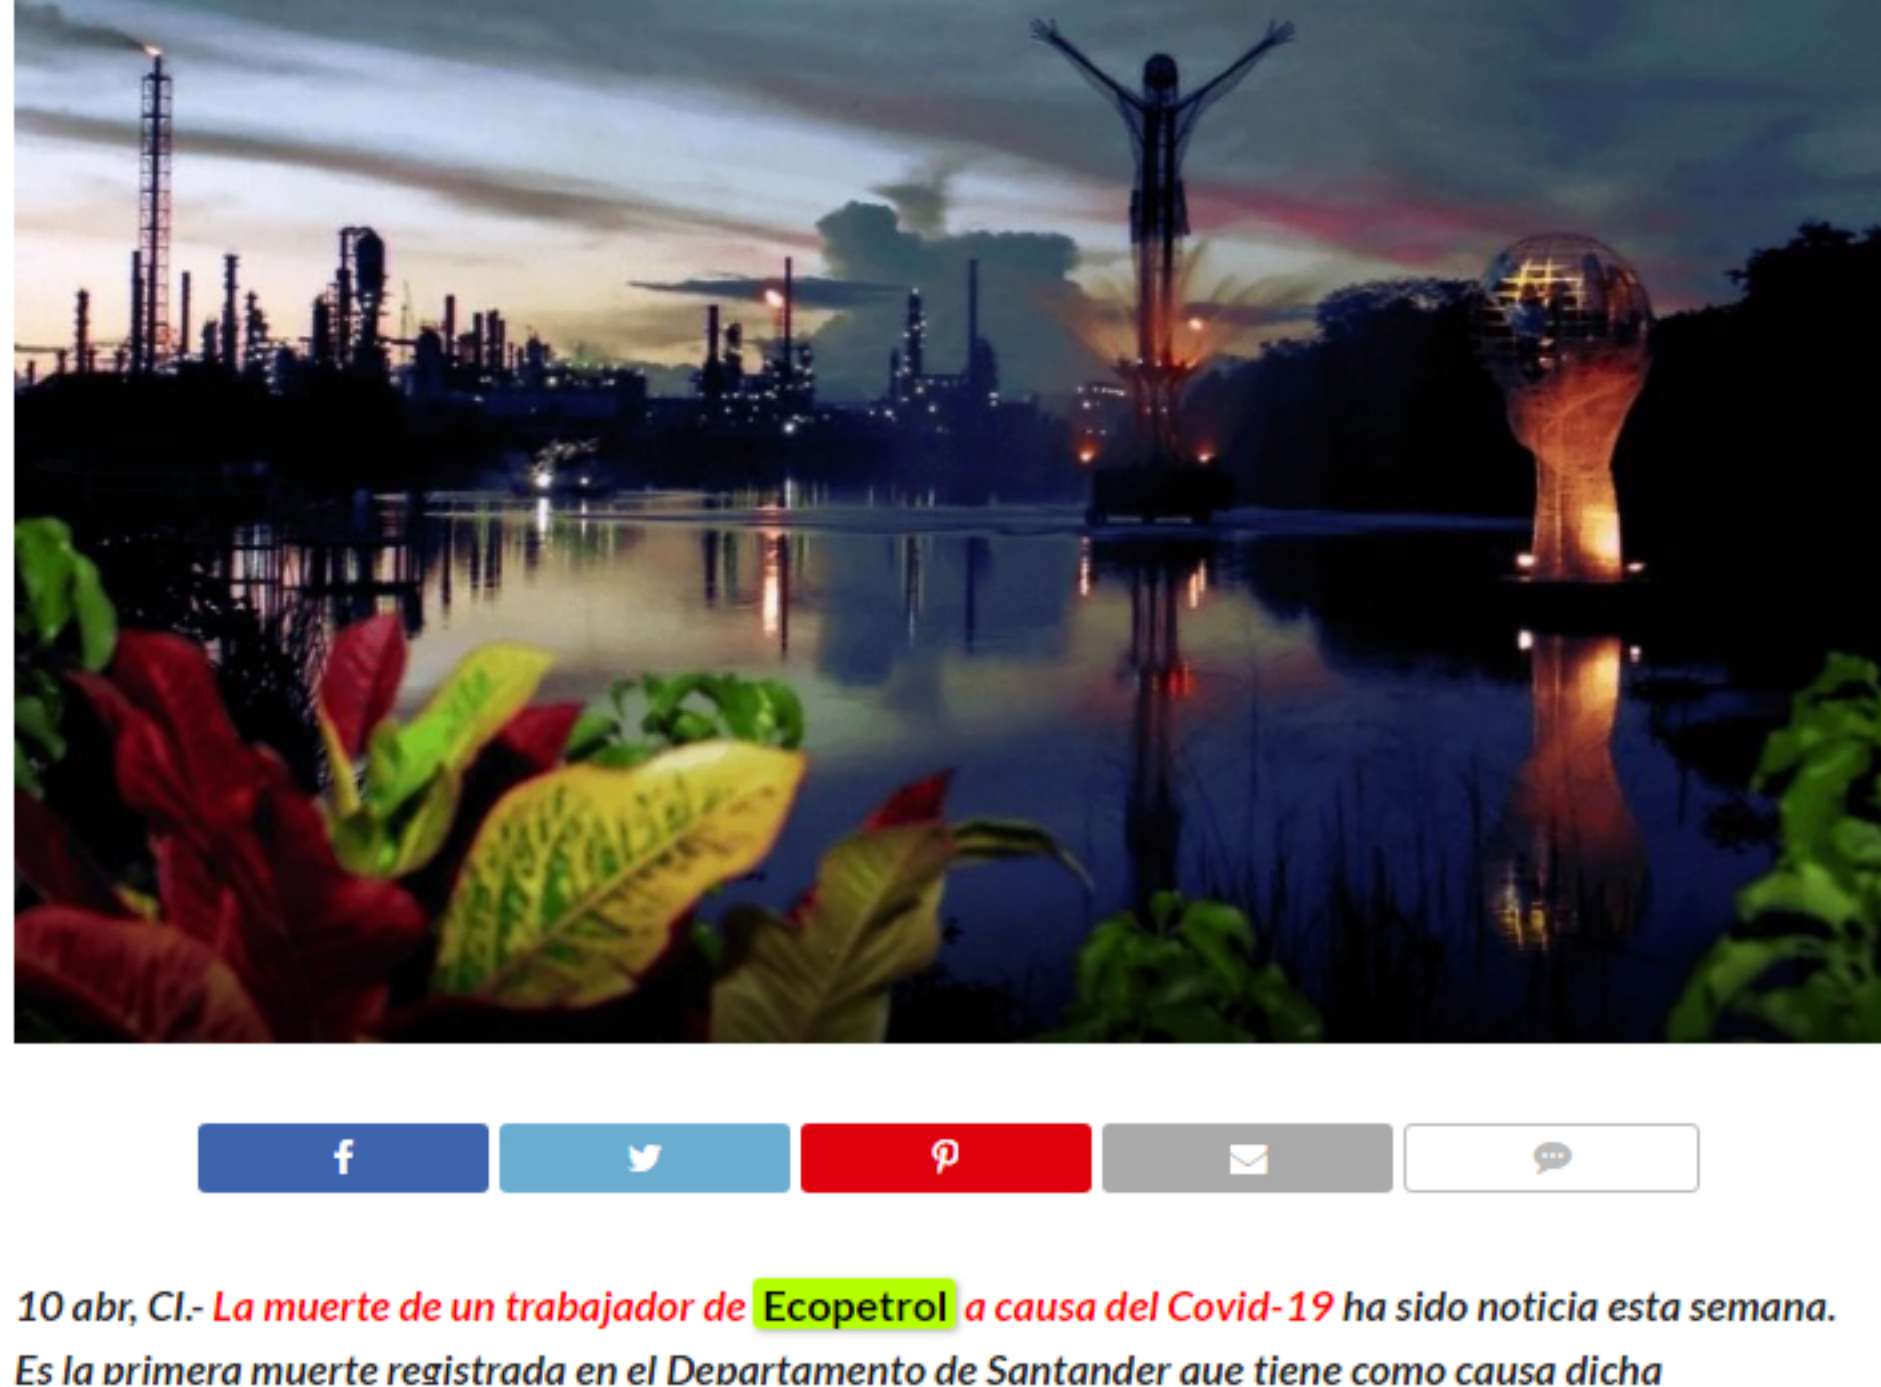 10 abr, CI.- La muerte de un trabajador de Ecopetrol a causa del Covid-19 ha sido noticia esta semana.
Es la primera muerte registrada en el Departamento de Santander que tiene como causa dicha